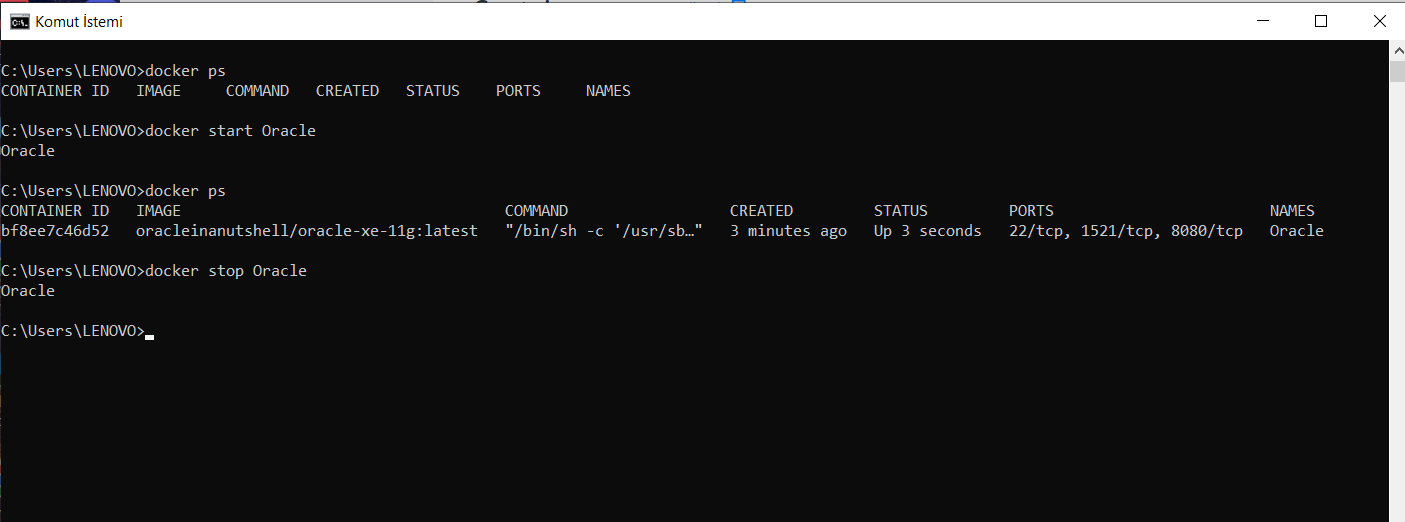 Komut İstemi
C:\Users\LENOVO>docker ps
CONTAINER ID   IMAGE     COMMAND   CREATED   STATUS    PORTS     NAMES
C:\Users\LENOVO>docker start Oracle
Oracle
C:\Users\LENOVO>docker ps
CONTAINER ID   IMAGE                                    COMMAND                  CREATED         STATUS         PORTS                        NAMES
bf8ee7c46d52   oracleinanutshell/oracle-xe-11g:latest   "/bin/sh -c '/usr/sb…"   3 minutes ago   Up 3 seconds   22/tcp, 1521/tcp, 8080/tcp   Oracle
C:\Users\LENOVO>docker stop Oracle
Oracle
C:\Users\LENOVO>